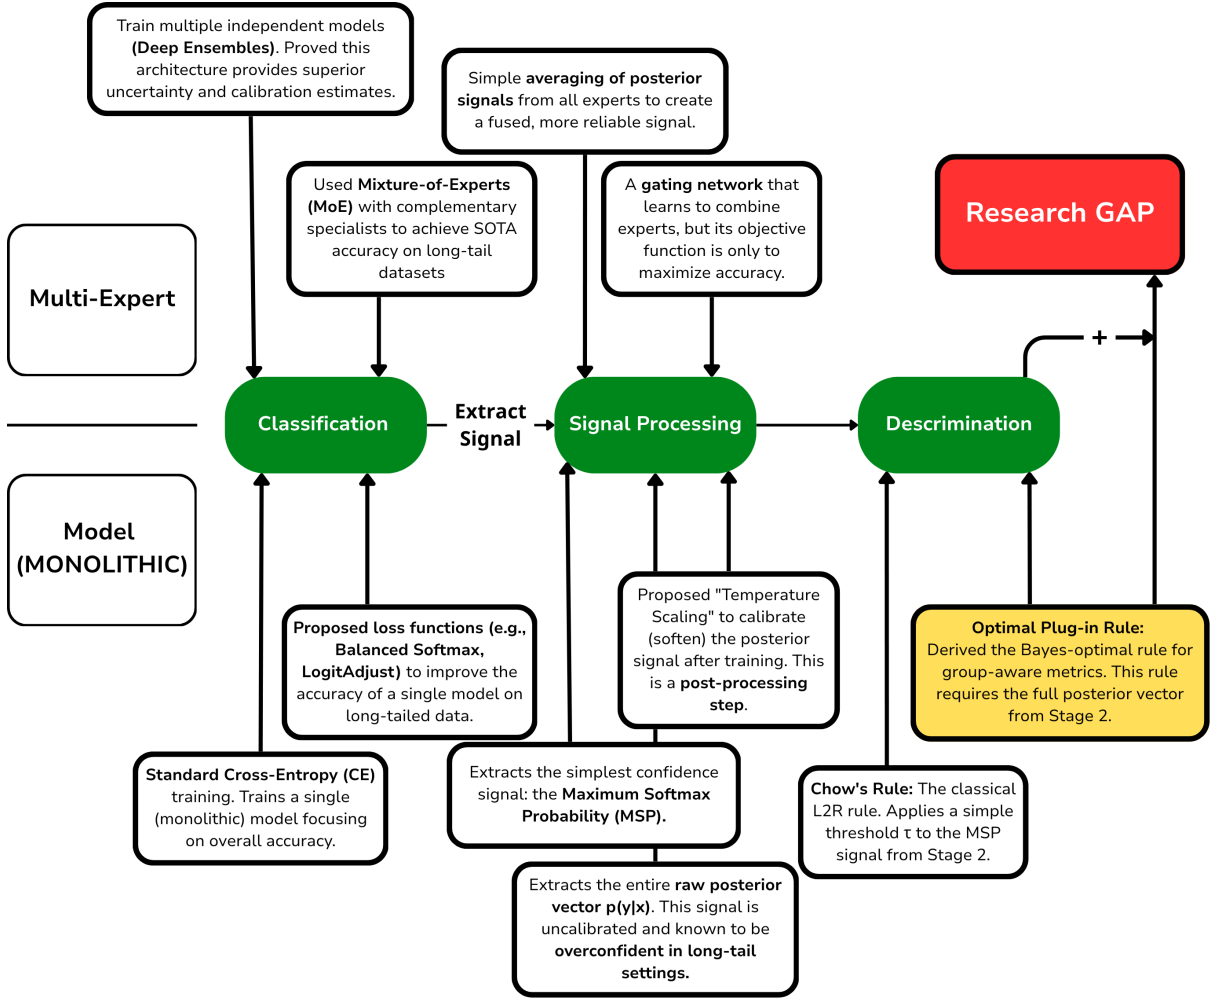 Train multiple independent models
(Deep Ensembles). Proved this
architecture provides superior
uncertainty and calibration estimates.
Simple averaging of posterior
signals from all experts to create
a fused, more reliable signal.
Used Mixture-of-Experts
(MoE) with complementary
specialists to achieve SOTA
accuracy on long-tail
datasets
A gating network that
learns to combine
experts, but its objective
function is only to
maximize accuracy.
Research GAP
Multi-Expert
+
Classification
Extract
Signal
Signal Processing
Descrimination
Model
(MONOLITHIC)
Proposed loss functions (e.g.,
Balanced Softmax,
LogitAdjust) to improve the
accuracy of a single model on
long-tailed data.
Proposed "Temperature
Scaling" to calibrate
(soften) the posterior
signal after training. This
is a post-processing
step.
Optimal Plug-in Rule:
Derived the Bayes-optimal rule for
group-aware metrics. This rule
requires the full posterior vector
from Stage 2.
Standard Cross-Entropy (CE)
training. Trains a single
(monolithic) model focusing
on overall accuracy.
Extracts the simplest confidence
signal: the Maximum Softmax
Probability (MSP).
Chow's Rule: The classical
L2R rule. Applies a simple
threshold τ to the MSP
signal from Stage 2.
Extracts the entire raw posterior
vector p(y|x). This signal is
uncalibrated and known to be
overconfident in long-tail
settings.